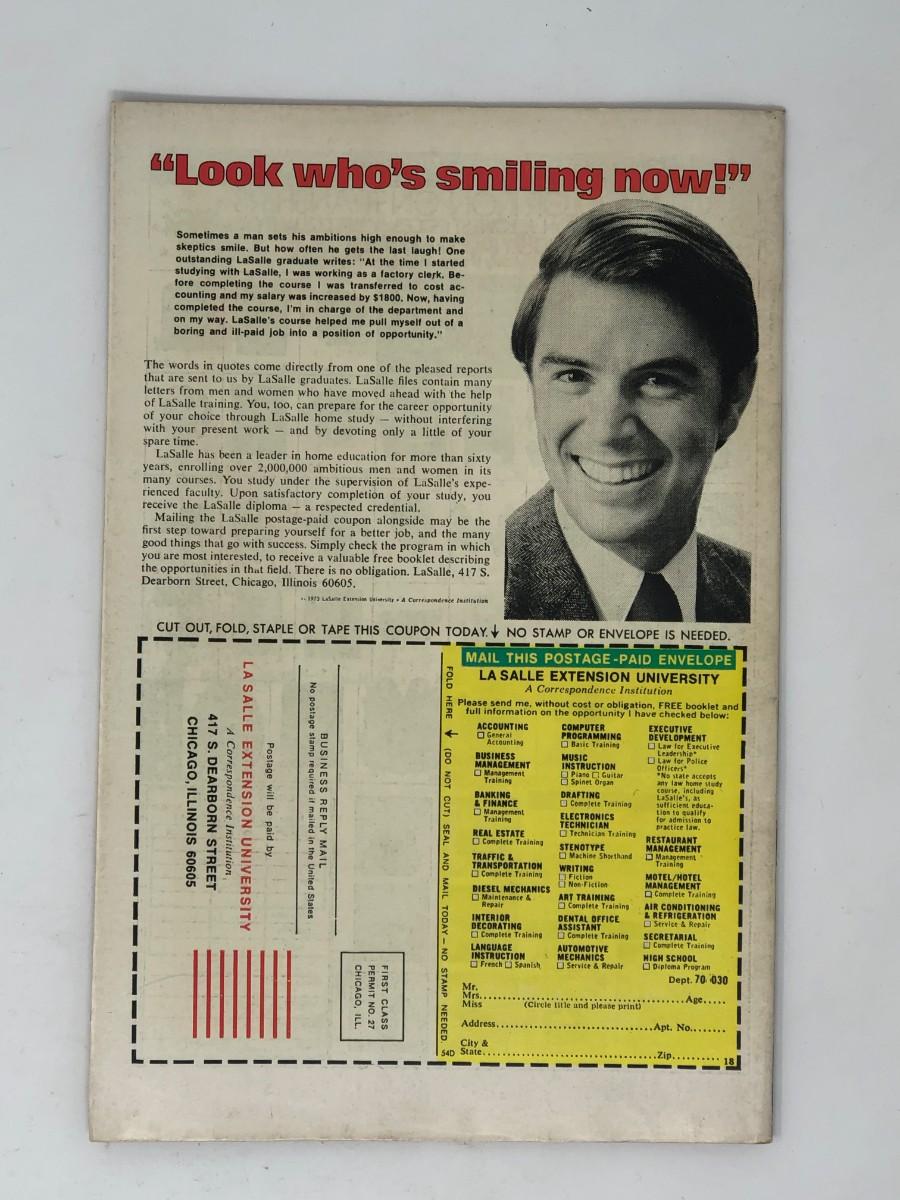 “Look who’s smiling now!”
Sometimes a man sets his ambitions high enough to make
skeptics smile. But how often he gets the last laugh! One
outstanding LaSalle graduate writes: "At the time I started
studying with LaSalle, I was working as a factory clerk. Be-
fore completing the course I was transferred to cost ac-
counting and my salary was increased by $1800. Now, having
completed the course, I'm in charge of the department and
on my way. LaSalle's course helped me pull myself out of a
boring and ill-paid job into a position of opportunity."
The words in quotes come directly from one of the pleased reports
that are sent to us by LaSalle graduates. LaSalle files contain many
letters from men and women who have moved ahead with the help
of LaSalle training. You, too, can prepare for the career opportunity
of your choice through LaSalle home study — without interfering
with your present work — and by devoting only a little of your
spare time.
LaSalle has been a leader in home education for more than sixty
years, enrolling over 2,000,000 ambitious men and women in its
many courses. You study under the supervision of LaSalle's expe-
rienced faculty. Upon satisfactory completion of your study, you
receive the LaSalle diploma — a respected credential.
Mailing the LaSalle postage-paid coupon alongside may be the
first step toward preparing yourself for a better job, and the many
good things that go with success. Simply check the program in which
you are most interested, to receive a valuable free booklet describing
the opportunities in that field. There is no obligation. LaSalle, 417 S.
Dearborn Street, Chicago, Illinois 60605.
1973 LaSalle Extension University • A Correspondence Institution
CUT OUT, FOLD, STAPLE OR TAPE THIS COUPON TODAY. NO STAMP OR ENVELOPE IS NEEDED.
FIRST CLASS
PERMIT NO. 27
CHICAGO, ILL.
BUSINESS REPLY MAIL
No postage stamp required if mailed in the United States
Postage will be paid by
LA SALLE EXTENSION UNIVERSITY
A Correspondence Institution
417 S. DEARBORN STREET
CHICAGO, ILLINOIS 60605
FOLD HERE (DO NOT CUT) SEAL AND MAIL TODAY — NO STAMP NEEDED.
54D
MAIL THIS POSTAGE-PAID ENVELOPE
LA SALLE EXTENSION UNIVERSITY
A Correspondence Institution
Please send me, without cost or obligation, FREE booklet and
full information on the opportunity I have checked below:
ACCOUNTING
General
Accounting
BUSINESS
MANAGEMENT
Management
Training
BANKING
& FINANCE
Management
Training
REAL ESTATE
Complete Training
TRAFFIC &
TRANSPORTATION
Complete Training
DIESEL MECHANICS
Maintenance &
Repair
INTERIOR
DECORATING
Complete Training
LANGUAGE
INSTRUCTION
French Spanish
COMPUTER
PROGRAMMING
Basic Training
MUSIC
INSTRUCTION
Piano Guitar
Spinet Organ
DRAFTING
Complete Training
ELECTRONICS
TECHNICIAN
Technician Training
STENOTYPE
Machine Shorthand
WRITING
Fiction
Non-Fiction
ART TRAINING
Complete Training
DENTAL OFFICE
ASSISTANT
Complete Training
AUTOMOTIVE
MECHANICS
Service & Repair
EXECUTIVE
DEVELOPMENT
Law for Executive
Leadership*
Law for Police
Officers*
*No state accepts
any law home study
course, including
LaSalle's, as
sufficient educa-
tion to qualify
for admission to
practice law.
RESTAURANT
MANAGEMENT
Management
Training
MOTEL/HOTEL
MANAGEMENT
Complete Training
AIR CONDITIONING
& REFRIGERATION
Service & Repair
SECRETARIAL
Complete Training
HIGH SCHOOL
Diploma Program
Dept. 70-030
Mr.
Mrs. Age
Miss (Circle title and please print)
Address Apt. No.
City &
State Zip
18